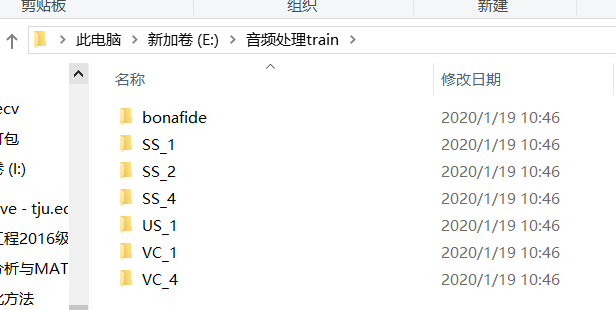 剪贴板 组织 新建
此电脑 新加卷 (E:) 音频处理train
名称 修改日期
ecv
打包
(I:)
ve - tju.ec
工程2016级
分析与MAT
化方法
bonafide 2020/1/19 10:46
SS_1 2020/1/19 10:46
SS_2 2020/1/19 10:46
SS_4 2020/1/19 10:46
US_1 2020/1/19 10:46
VC_1 2020/1/19 10:46
VC_4 2020/1/19 10:46